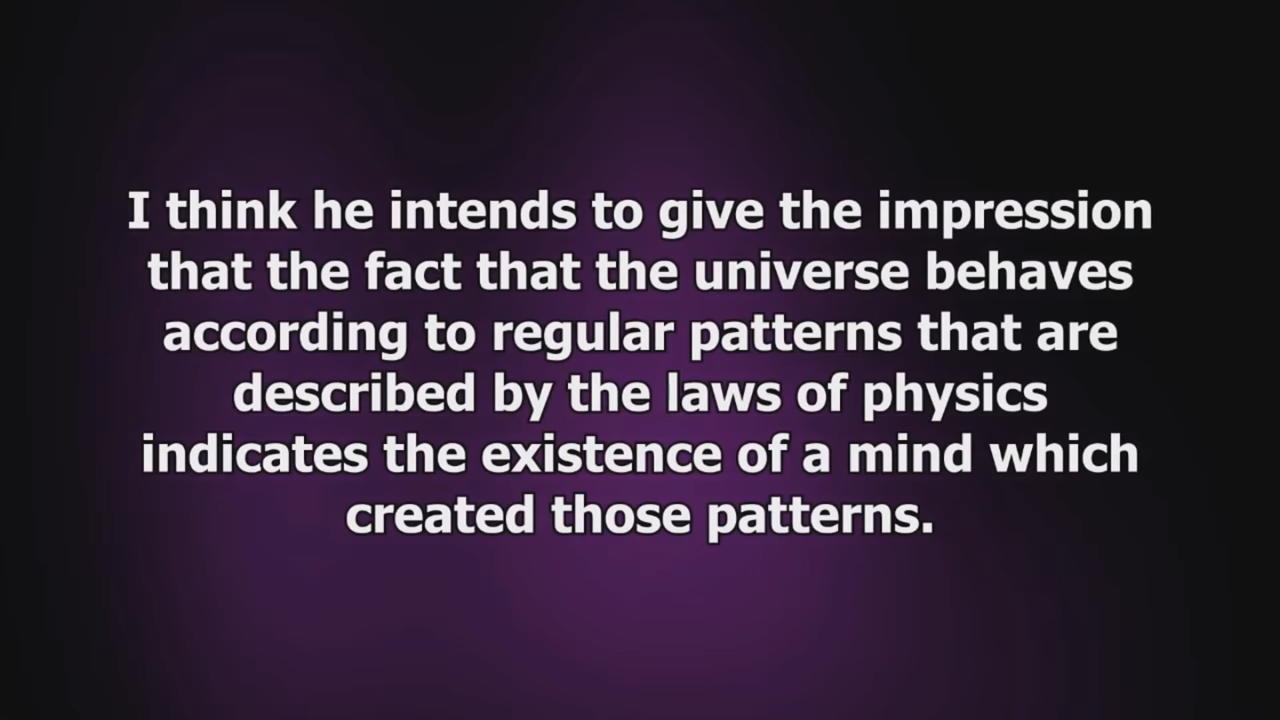 I think he intends to give the impression
that the fact that the universe behaves
according to regular patterns that are
described by the laws of physics
indicates the existence of a mind which
created those patterns.